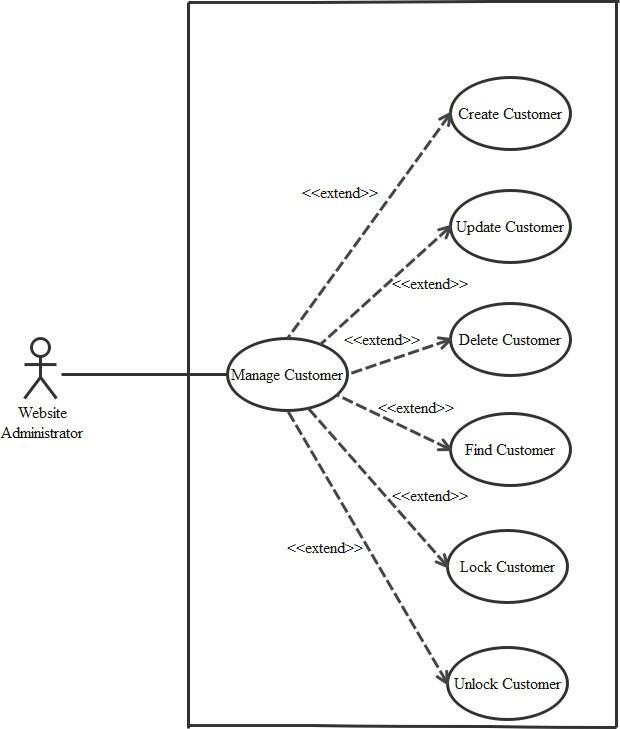 Create Customer
<<extend>>
Update Customer
<<extend>>
Delete Customer
<<extend>>
Manage Customer
Website
Administrator
<<extend>>
Find Customer
<<extend>>
Lock Customer
<<extend>>
Unlock Customer